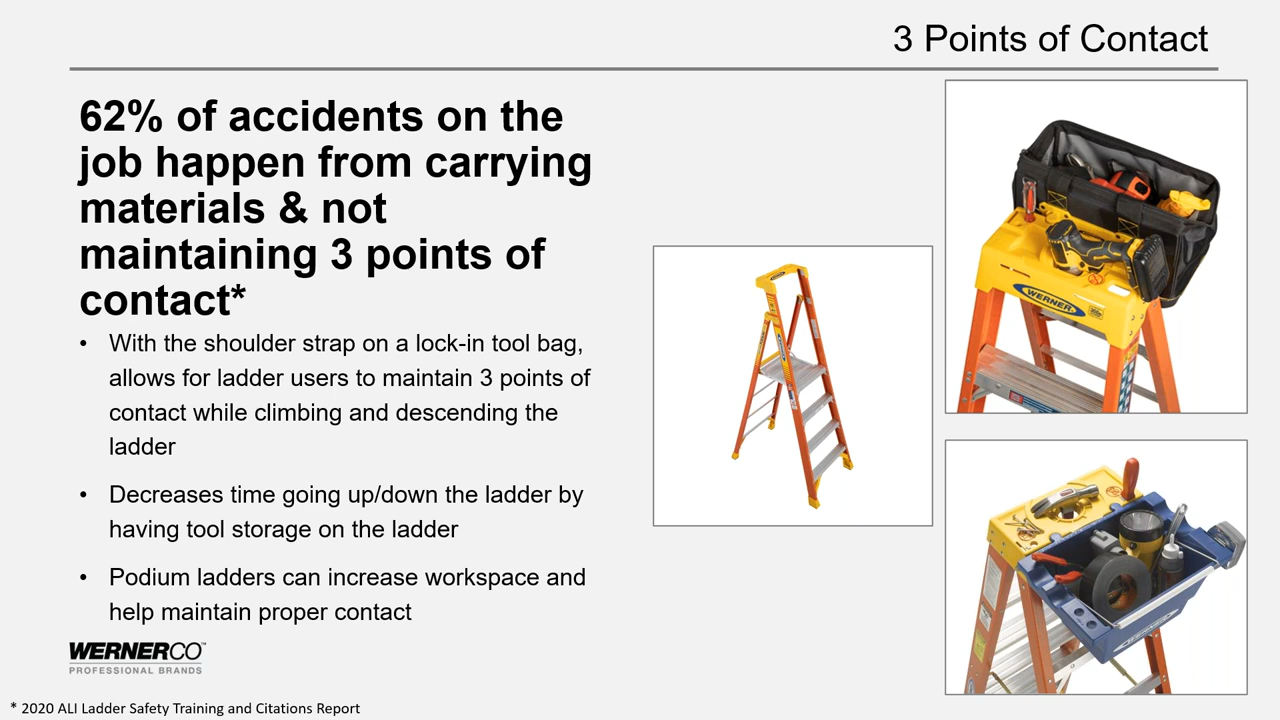 3 Points of Contact
62% of accidents on the
job happen from carrying
materials & not
maintaining 3 points of
contact*
• With the shoulder strap on a lock-in tool bag,
allows for ladder users to maintain 3 points of
contact while climbing and descending the
ladder
• Decreases time going up/down the ladder by
having tool storage on the ladder
• Podium ladders can increase workspace and
help maintain proper contact
WERNER
WERNERCO™
PROFESSIONAL BRANDS
* 2020 ALI Ladder Safety Training and Citations Report